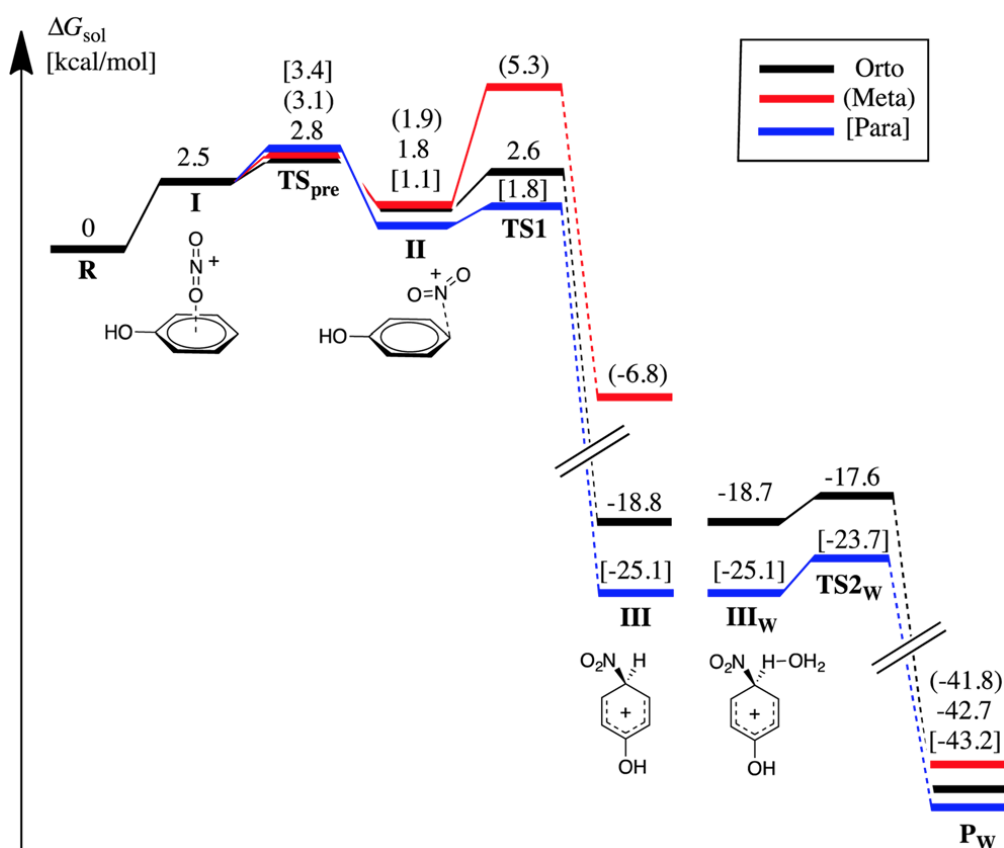 ΔG_sol
[kcal/mol]
Orto
(Meta)
[Para]
[3.4]
(3.1)
2.8
TS_pre
2.5
I
0
R
(1.9)
1.8
[1.1]
II
(5.3)
2.6
[1.8]
TS1
O
N +
O
HO
+
O=N=O
HO
(-6.8)
-18.8
-18.7
-17.6
[-25.1]
[-25.1]
[-23.7]
III
III_W
TS2_W
O₂N H
+
OH
O₂N H-OH₂
+
OH
(-41.8)
-42.7
[-43.2]
P_W